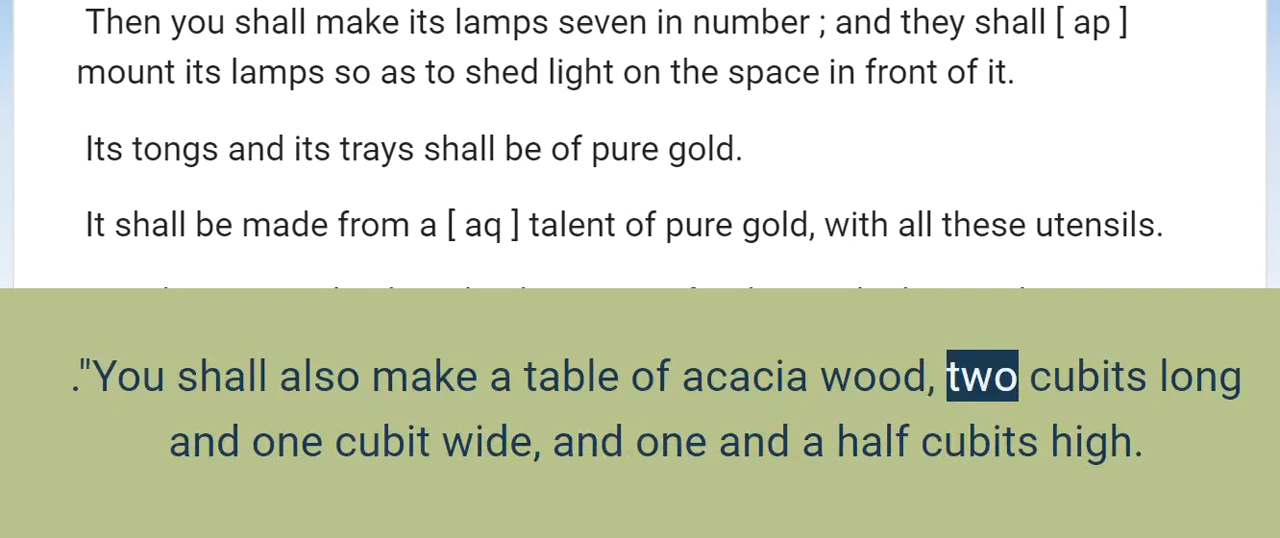 Then you shall make its lamps seven in number ; and they shall [ ap ]
mount its lamps so as to shed light on the space in front of it.
Its tongs and its trays shall be of pure gold.
It shall be made from a [ aq ] talent of pure gold, with all these utensils.
."You shall also make a table of acacia wood, two cubits long
and one cubit wide, and one and a half cubits high.